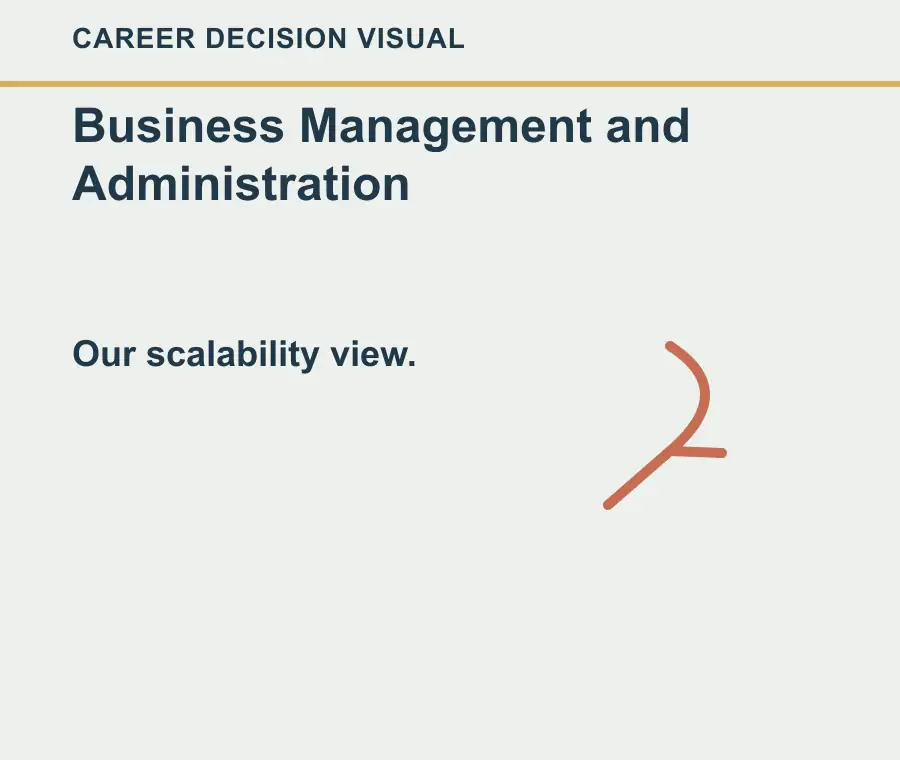 CAREER DECISION VISUAL
Business Management and
Administration
Our scalability view.